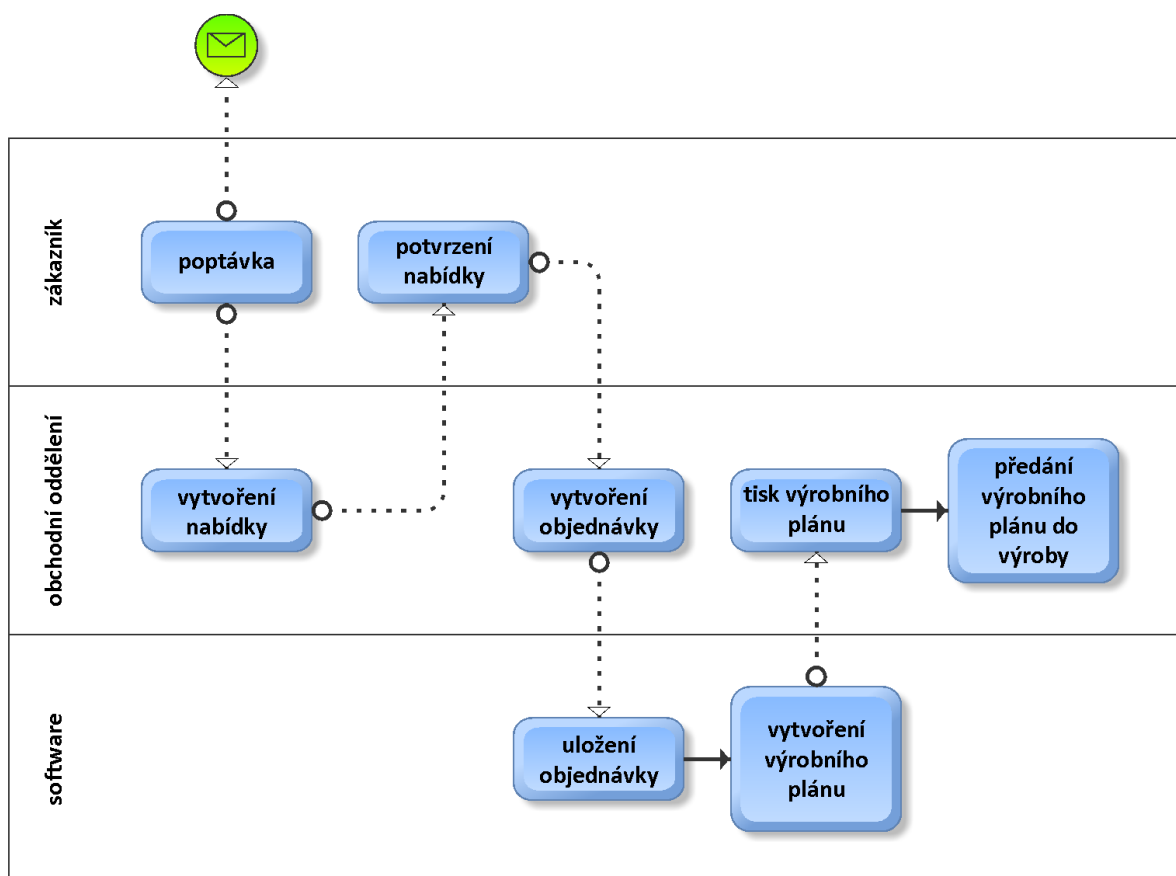 zákazník
poptávka
potvrzení
nabídky
obchodní oddělení
vytvoření
nabídky
vytvoření
objednávky
tisk výrobního
plánu
předání
výrobního
plánu do
výroby
software
uložení
objednávky
vytvoření
výrobního
plánu